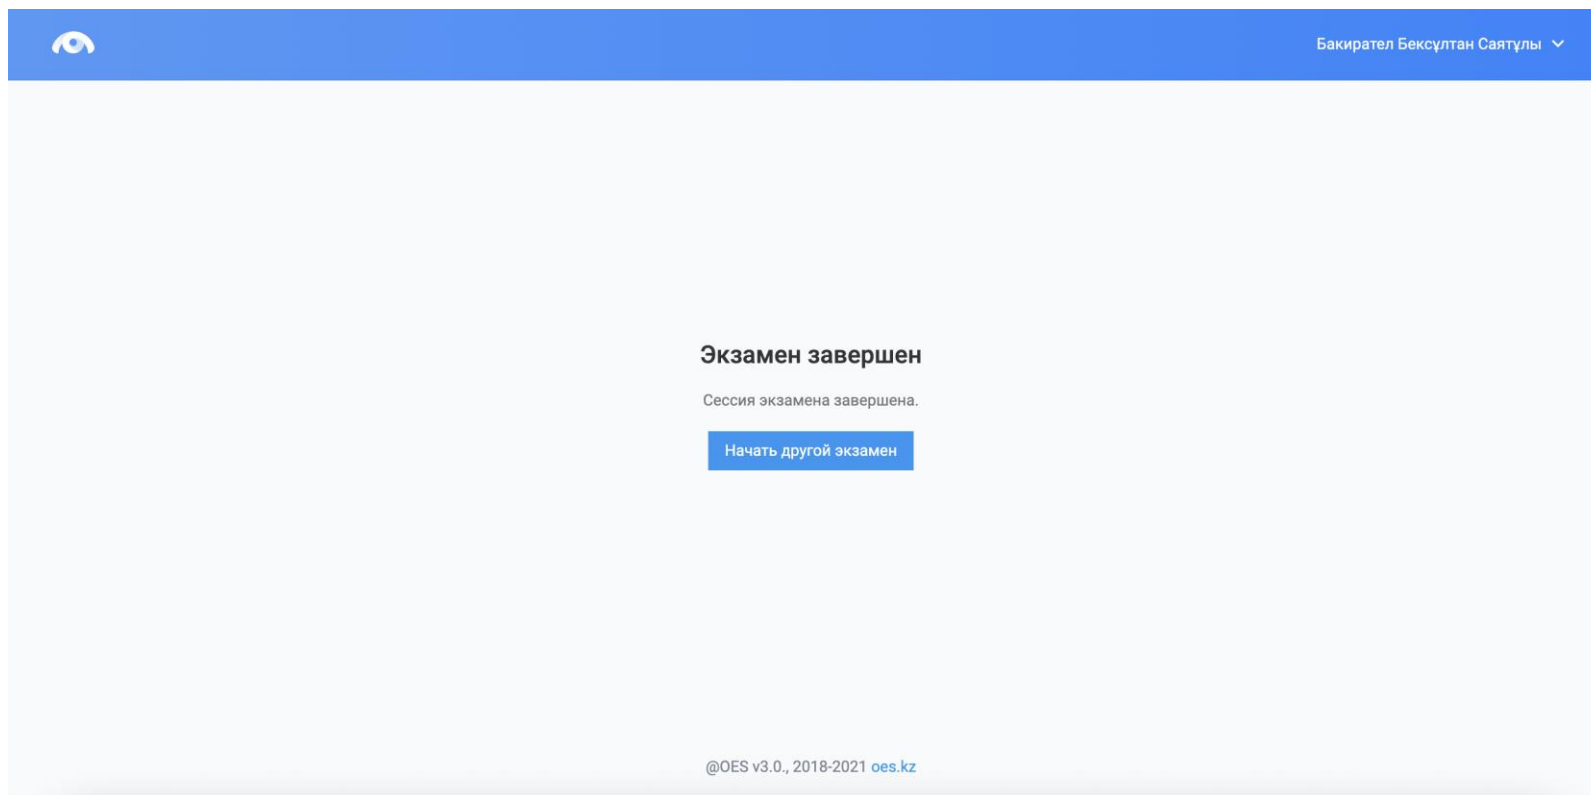 Бакирател Бексұлтан Саятұлы
Экзамен завершен
Сессия экзамена завершена.
Начать другой экзамен
@OES v3.0., 2018-2021 oes.kz